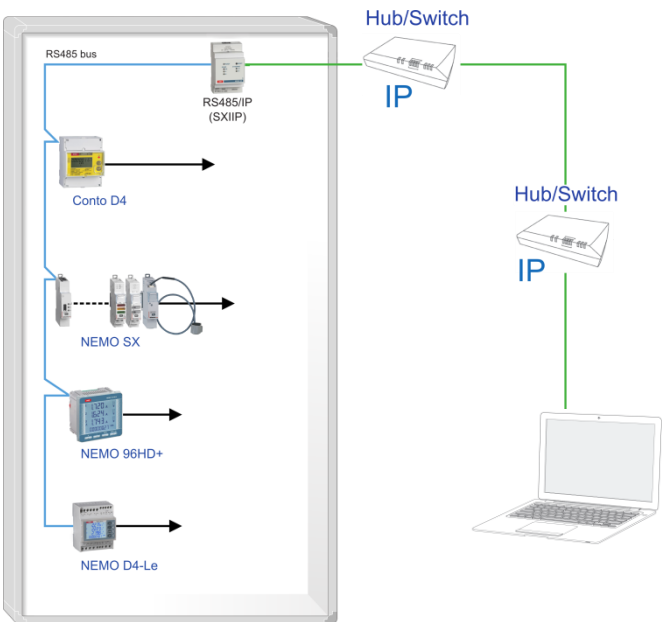 Hub/Switch
IP
RS485 bus
RS485/IP
(SXIIP)
Conto D4
Hub/Switch
IP
NEMO SX
NEMO 96HD+
NEMO D4-Le